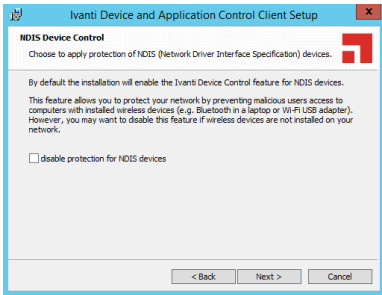 Ivanti Device and Application Control Client Setup
x
NDIS Device Control
Choose to apply protection of NDIS (Network Driver Interface Specification) devices.
By default the installation will enable the Ivanti Device Control feature for NDIS devices.
This feature allows you to protect your network by preventing malicious users access to
computers with installed wireless devices (e.g. Bluetooth in a laptop or Wi-Fi USB adapter).
However, you may want to disable this feature if wireless devices are not installed on your
network.
disable protection for NDIS devices
< Back
Next >
Cancel